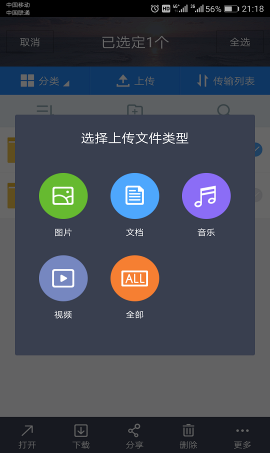 中国移动
中国联通
HD 56% 21:18
取消 已选定1个 全选
分类 上传 传输列表
选择上传文件类型
图片 文档 音乐
ALL
视频 全部
打开 下载 分享 删除 更多